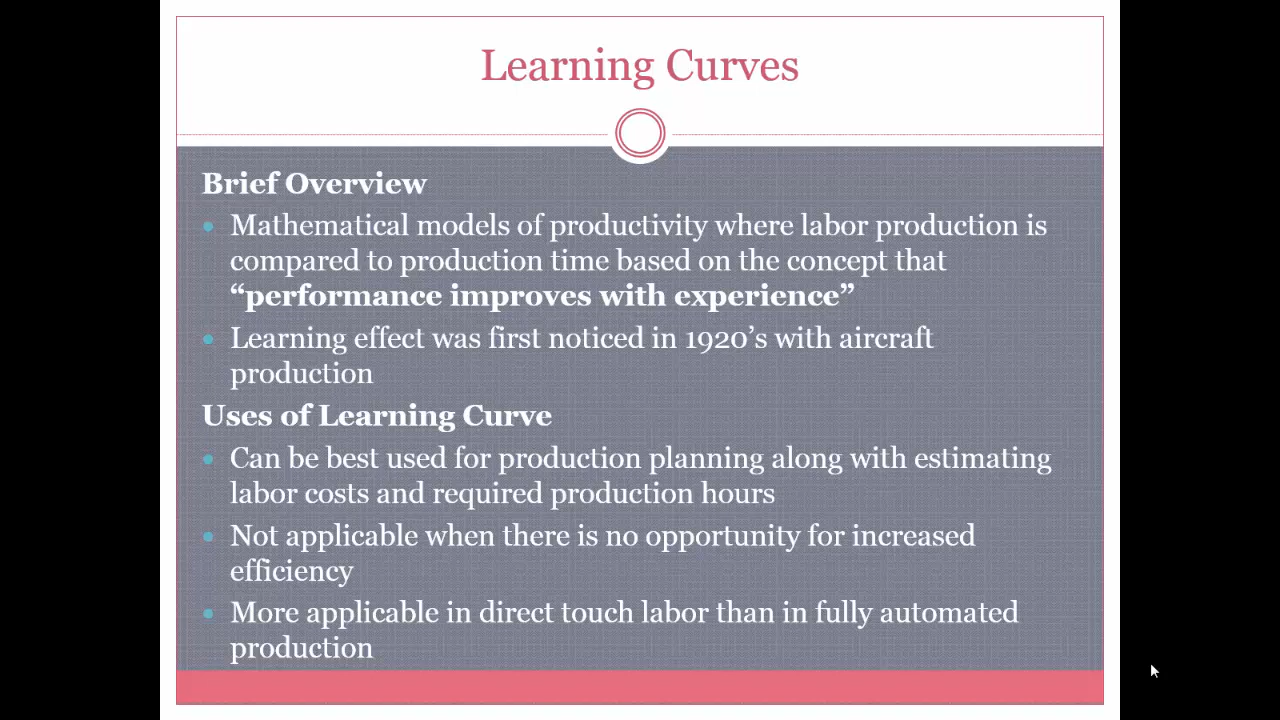 Learning Curves
Brief Overview
• Mathematical models of productivity where labor production is
compared to production time based on the concept that
“performance improves with experience”
• Learning effect was first noticed in 1920’s with aircraft
production
Uses of Learning Curve
• Can be best used for production planning along with estimating
labor costs and required production hours
• Not applicable when there is no opportunity for increased
efficiency
• More applicable in direct touch labor than in fully automated
production